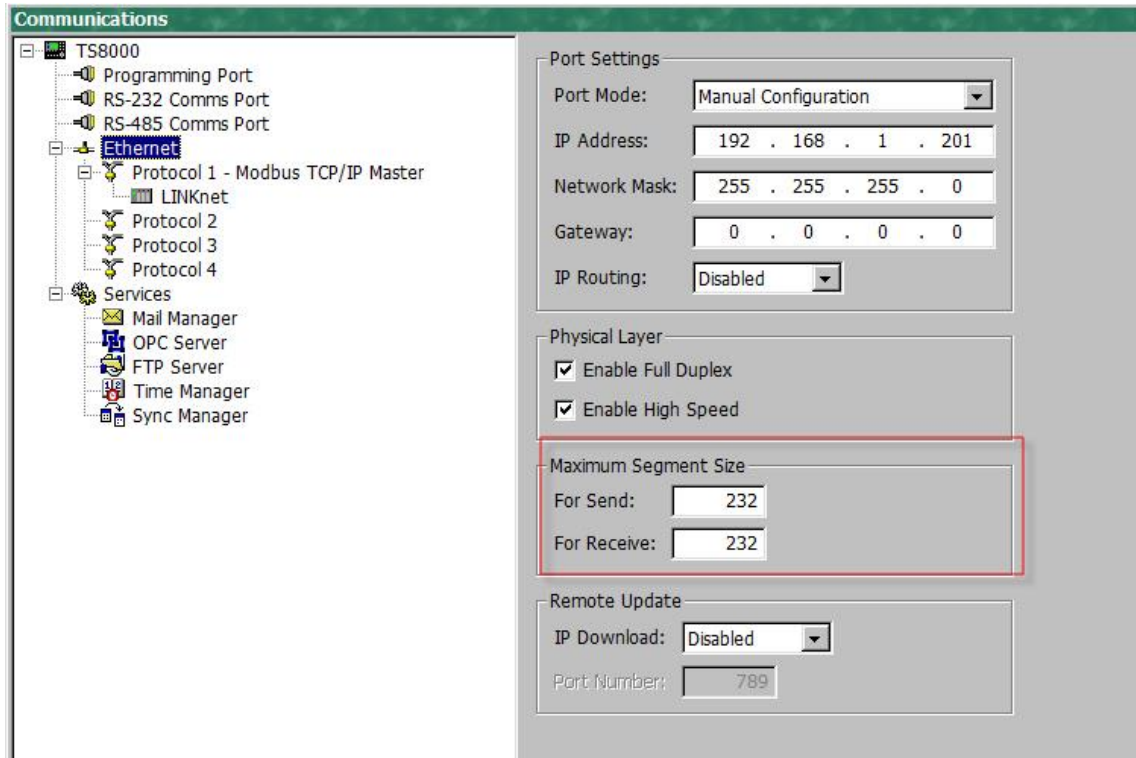 Communications
TS8000
Programming Port
RS-232 Comms Port
RS-485 Comms Port
Ethernet
Protocol 1 - Modbus TCP/IP Master
LINKnet
Protocol 2
Protocol 3
Protocol 4
Services
Mail Manager
OPC Server
FTP Server
Time Manager
Sync Manager
Port Settings
Port Mode: Manual Configuration
IP Address: 192 . 168 . 1 . 201
Network Mask: 255 . 255 . 255 . 0
Gateway: 0 . 0 . 0 . 0
IP Routing: Disabled
Physical Layer
Enable Full Duplex
Enable High Speed
Maximum Segment Size
For Send: 232
For Receive: 232
Remote Update
IP Download: Disabled
Port Number: 789